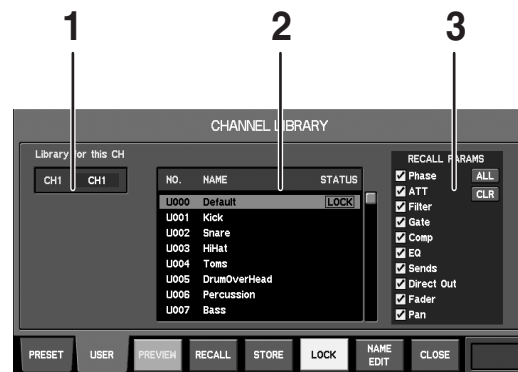 1 2 3
CHANNEL LIBRARY
Library for this CH
CH1 CH1
NO. NAME STATUS
U000 Default LOCK
U001 Kick
U002 Snare
U003 HiHat
U004 Toms
U005 DrumOverHead
U006 Percussion
U007 Bass
RECALL PARAMS
Phase ALL
ATT CLR
Filter
Gate
Comp
EQ
Sends
Direct Out
Fader
Pan
PRESET USER PREVIEW RECALL STORE LOCK NAME EDIT CLOSE